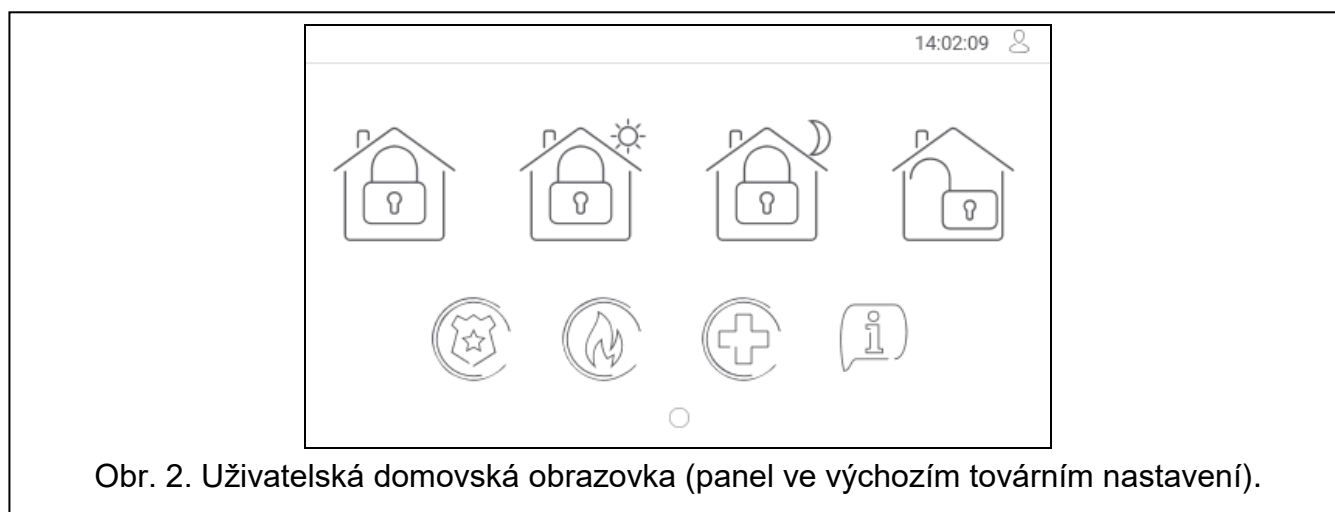 14:02:09
Obr. 2. Uživatelská domovská obrazovka (panel ve výchozím továrním nastavení).